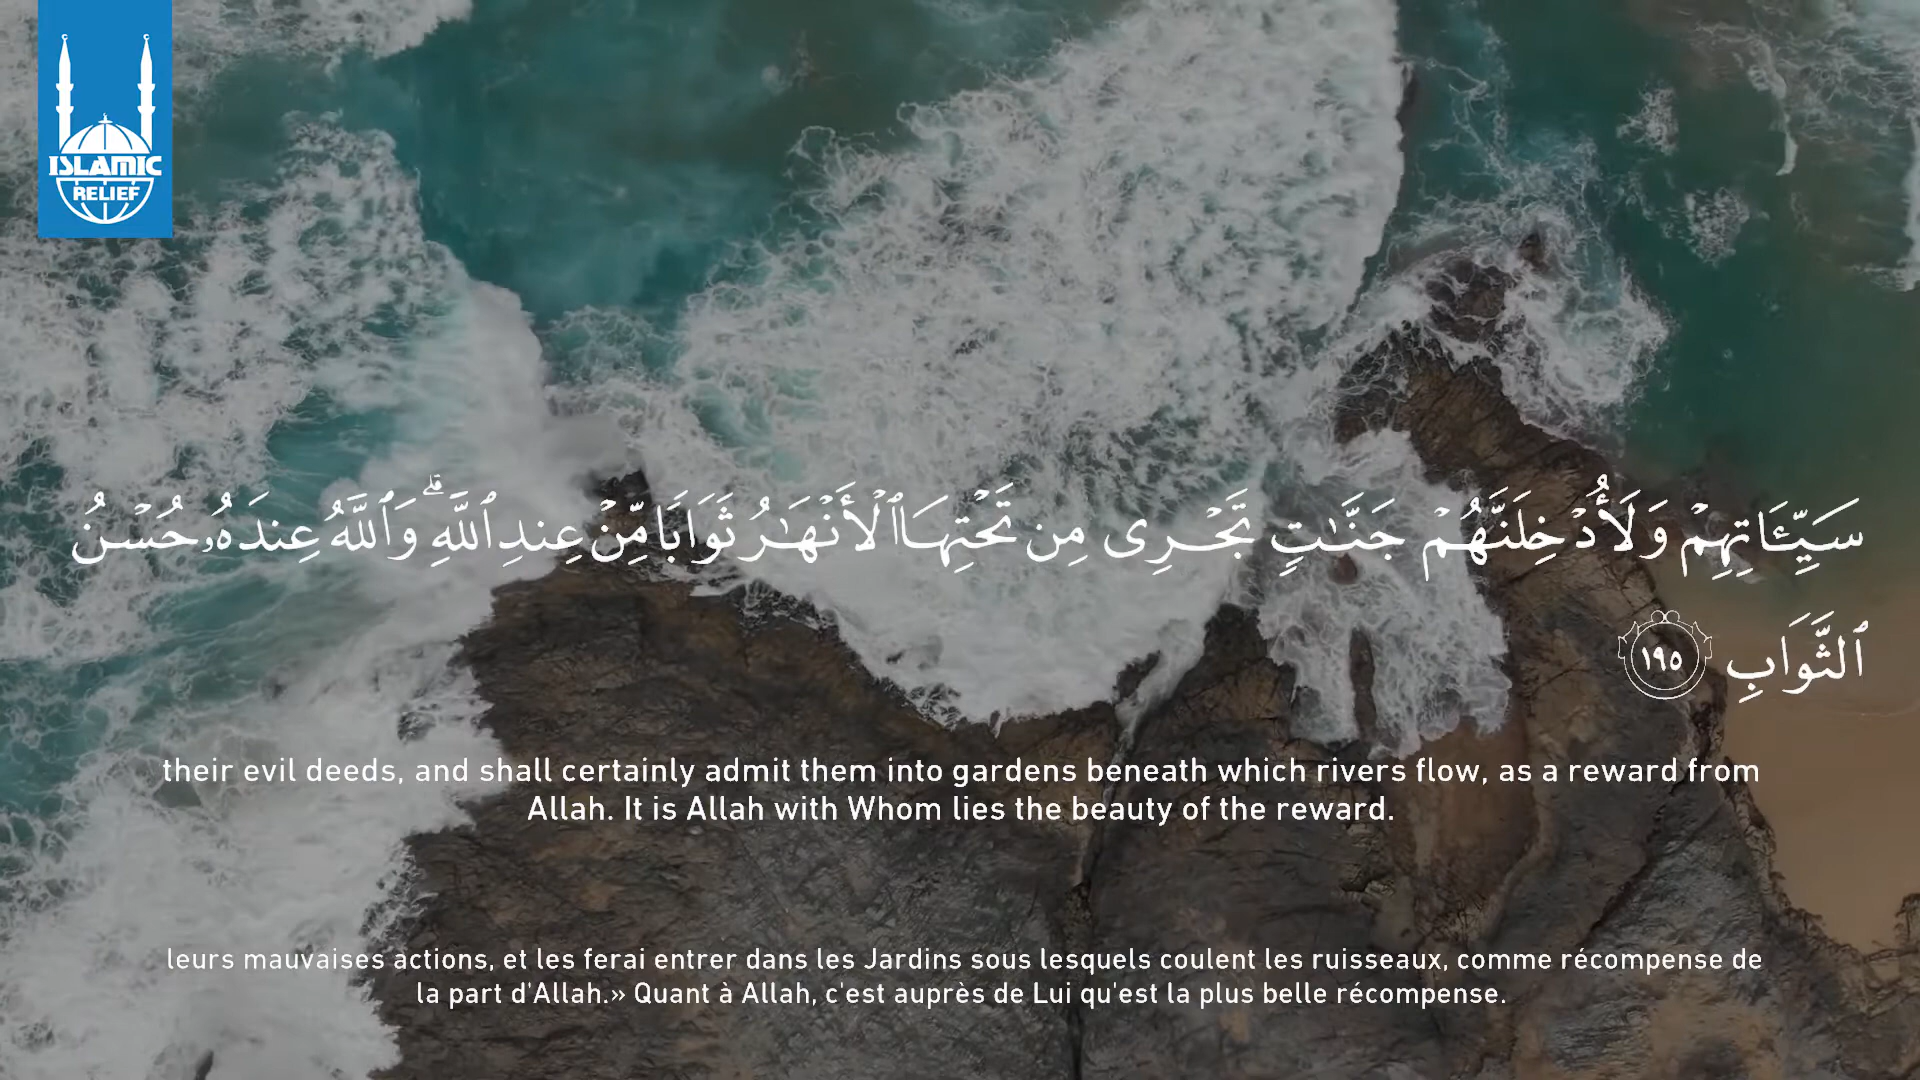 ISLAMIC
RELIEF
سَيِّـَٔاتِهِمۡ وَلَأُدۡخِلَنَّهُمۡ جَنَّٰتٍ تَجۡرِى مِن تَحۡتِهَا ٱلۡأَنۡهَٰرُ ثَوَابًا مِّنۡ عِندِ ٱللَّهِۗ وَٱللَّهُ عِندَهُۥ حُسۡنُ
ٱلثَّوَابِ ١٩٥
their evil deeds, and shall certainly admit them into gardens beneath which rivers flow, as a reward from
Allah. It is Allah with Whom lies the beauty of the reward.
leurs mauvaises actions, et les ferai entrer dans les Jardins sous lesquels coulent les ruisseaux, comme récompense de
la part d'Allah.» Quant à Allah, c'est auprès de Lui qu'est la plus belle récompense.